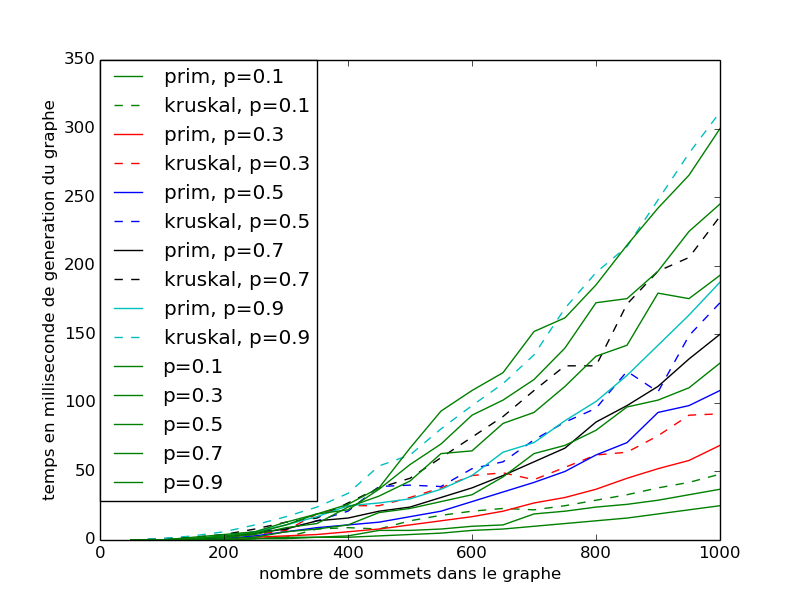 350
300
250
200
150
100
50
0
temps en milliseconde de generation du graphe
prim, p=0.1
kruskal, p=0.1
prim, p=0.3
kruskal, p=0.3
prim, p=0.5
kruskal, p=0.5
prim, p=0.7
kruskal, p=0.7
prim, p=0.9
kruskal, p=0.9
p=0.1
p=0.3
p=0.5
p=0.7
p=0.9
0
200
400
600
800
1000
nombre de sommets dans le graphe